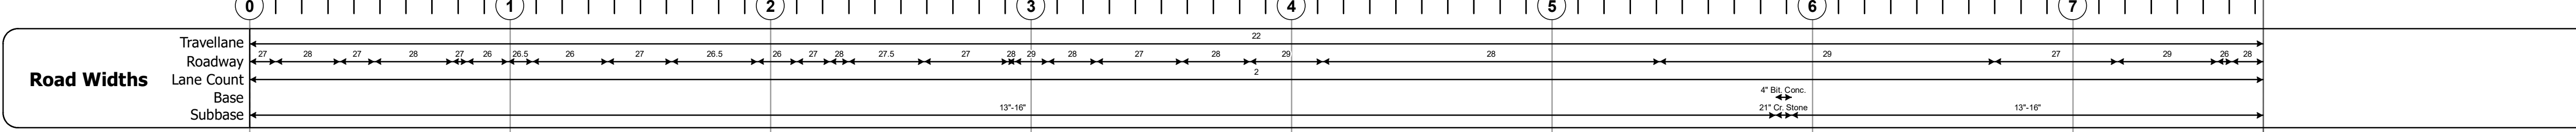 0 1 2 3 4 5 6 7
Road Widths
Travellane 22
Roadway 27 28 27 28 27 26 26.5 26 27 26.5 26 27 28 27.5 27 28 29 28 27 28 29 28 29 27 29 26 28
Lane Count 2
Base 4" Bit. Conc.
Subbase 13"-16" 21" Cr. Stone 13"-16"